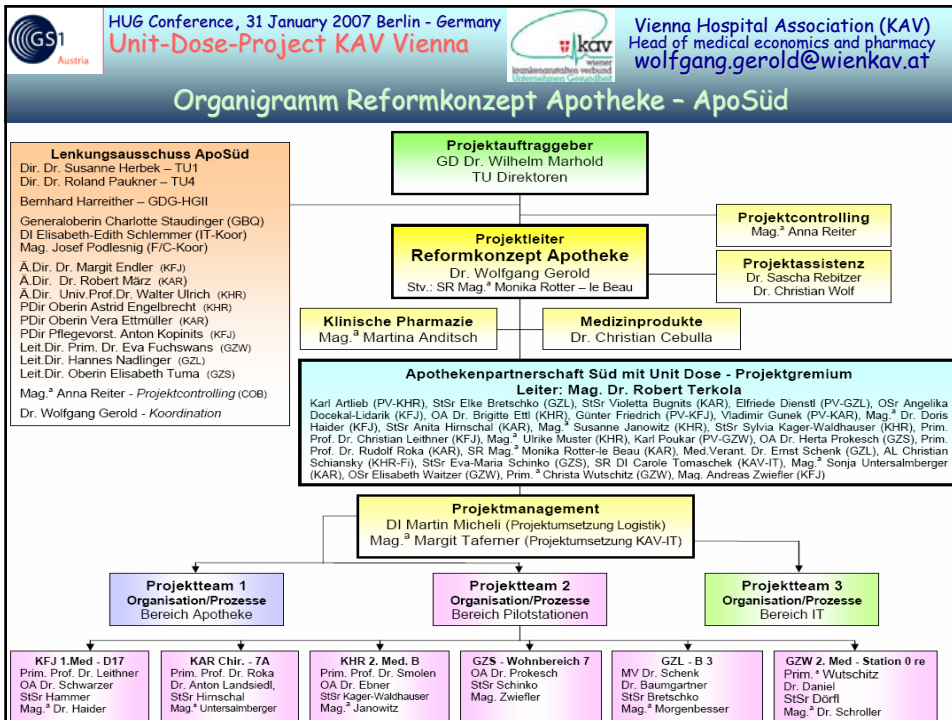 GS1
Austria
HUG Conference, 31 January 2007 Berlin - Germany
Unit-Dose-Project KAV Vienna
kav
wiener
krankenanstalten verbund
Unternehmen Gesundheit
Vienna Hospital Association (KAV)
Head of medical economics and pharmacy
wolfgang.gerold@wienkav.at
Organigramm Reformkonzept Apotheke – ApoSüd
Lenkungsausschuss ApoSüd
Dir. Dr. Susanne Herbek – TU1
Dir. Dr. Roland Paukner – TU4
Bernhard Harreither – GDG-HGII
Generaloberin Charlotte Staudinger (GBQ)
DI Elisabeth-Edith Schlemmer (IT-Koor)
Mag. Josef Podlesnig (F/C-Koor)
Ä.Dir. Dr. Margit Endler (KFJ)
Ä.Dir. Dr. Robert März (KAR)
Ä.Dir. Univ.Prof.Dr. Walter Ulrich (KHR)
PDir Oberin Astrid Engelbrecht (KHR)
PDir Oberin Vera Ettmüller (KAR)
PDir Pflegevorst. Anton Kopinits (KFJ)
Leit.Dir. Prim. Dr. Eva Fuchswans (GZW)
Leit.Dir. Hannes Nadlinger (GZL)
Leit.Dir. Oberin Elisabeth Tuma (GZS)
Mag.ª Anna Reiter - Projektcontrolling (COB)
Dr. Wolfgang Gerold - Koordination
Projektauftraggeber
GD Dr. Wilhelm Marhold
TU Direktoren
Projektleiter
Reformkonzept Apotheke
Dr. Wolfgang Gerold
Stv.: SR Mag.ª Monika Rotter – le Beau
Projektcontrolling
Mag.ª Anna Reiter
Projektassistenz
Dr. Sascha Rebitzer
Dr. Christian Wolf
Klinische Pharmazie
Mag.ª Martina Anditsch
Medizinprodukte
Dr. Christian Cebulla
Apothekenpartnerschaft Süd mit Unit Dose - Projektgremium
Leiter: Mag. Dr. Robert Terkola
Karl Artlieb (PV-KHR), StSr Elke Bretschko (GZL), StSr Violetta Bugnits (KAR), Elfriede Dienstl (PV-GZL), OSr Angelika
Docekal-Lidarik (KFJ), OA Dr. Brigitte Ettl (KHR), Günter Friedrich (PV-KFJ), Vladimir Gunek (PV-KAR), Mag.ª Dr. Doris
Haider (KFJ), StSr Anita Hirnschal (KAR), Mag.ª Susanne Janowitz (KHR), StSr Sylvia Kager-Waldhauser (KHR), Prim.
Prof. Dr. Christian Leithner (KFJ), Mag.ª Ulrike Muster (KHR), Karl Poukar (PV-GZW), OA Dr. Herta Prokesch (GZS), Prim.
Prof. Dr. Rudolf Roka (KAR), SR Mag.ª Monika Rotter-le Beau (KAR), Med.Verant. Dr. Ernst Schenk (GZL), AL Christian
Schiansky (KHR-Fi), StSr Eva-Maria Schinko (GZS), SR DI Carole Tomaschek (KAV-IT), Mag.ª Sonja Untersalmberger
(KAR), OSr Elisabeth Waitzer (GZW), Prim.ª Christa Wutschitz (GZW), Mag. Andreas Zwiefler (KFJ)
Projektmanagement
DI Martin Micheli (Projektumsetzung Logistik)
Mag.ª Margit Taferner (Projektumsetzung KAV-IT)
Projektteam 1
Organisation/Prozesse
Bereich Apotheke
Projektteam 2
Organisation/Prozesse
Bereich Pilotstationen
Projektteam 3
Organisation/Prozesse
Bereich IT
KFJ 1.Med - D17
Prim. Prof. Dr. Leithner
OA Dr. Schwarzer
StSr Hammer
Mag.ª Dr. Haider
KAR Chir. - 7A
Prim. Prof. Dr. Roka
Dr. Anton Landsiedl,
StSr Hirnschal
Mag.ª Untersalmberger
KHR 2. Med. B
Prim. Prof. Dr. Smolen
OA Dr. Ebner
StSr Kager-Waldhauser
Mag.ª Janowitz
GZS - Wohnbereich 7
OA Dr. Prokesch
StSr Schinko
Mag. Zwiefler
GZL - B 3
MV Dr. Schenk
Dr. Baumgartner
StSr Bretschko
Mag.ª Morgenbesser
GZW 2. Med - Station 0 re
Prim.ª Wutschitz
Dr. Daniel
StSr Dörfl
Mag.ª Dr. Schroller